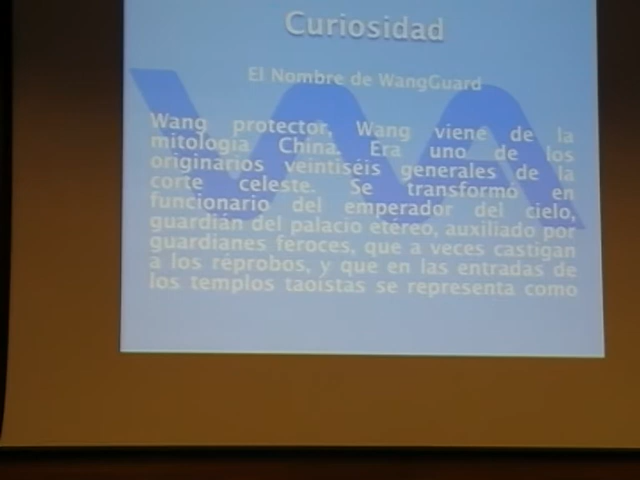 Curiosidad
El Nombre de WangGuard
Wang protector, Wang viene de la
mitología China. Era uno de los
originarios veintiséis generales de la
corte celeste. Se transformó en
funcionario del emperador del cielo,
guardián del palacio etéreo, auxiliado por
guardianes feroces, que a veces castigan
a los réprobos, y que en las entradas de
los templos taoístas se representa como